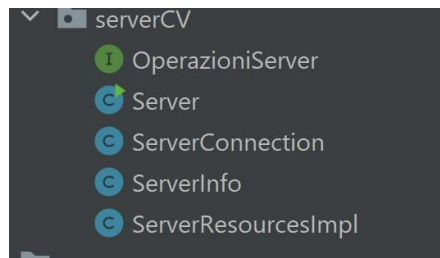 serverCV
I OperazioniServer
C Server
C ServerConnection
C ServerInfo
C ServerResourcesImpl